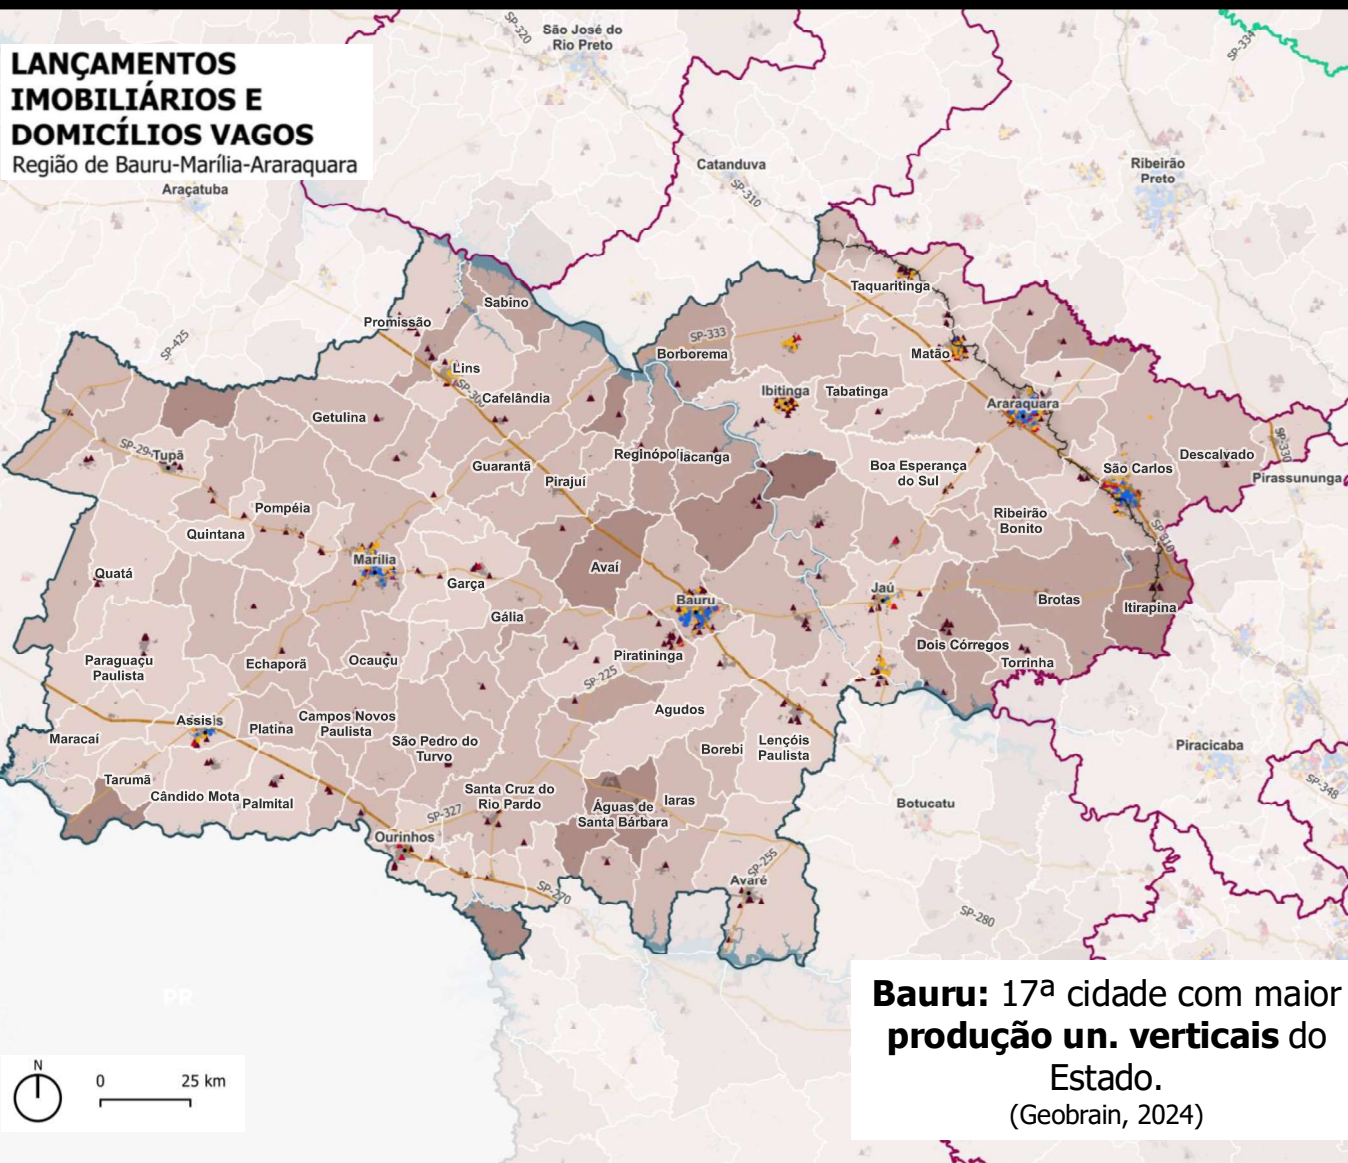 LANÇAMENTOS
IMOBILIÁRIOS E
DOMICÍLIOS VAGOS
Região de Bauru-Marília-Araraquara
SP-320
São José do
Rio Preto
SP-334
Araçatuba
Catanduva
SP-310
Ribeirão
Preto
SP-425
Sabino
Promissão
Taquaritinga
SP-333
Borborema
Matão
Lins
Cafelândia
Ibitinga
Tabatinga
Araraquara
Getulina
SP-29
Tupã
Guarantã
Pirajuí
Reginópol
Iacanga
Boa Esperança
do Sul
São Carlos
Descalvado
SP-330
Pirassununga
Pompéia
Quintana
Ribeirão
Bonito
SP-310
Marília
Quatá
Garça
Avaí
Gália
Bauru
Jaú
Brotas
Itirapina
Paraguaçu
Paulista
Echaporã
Ocauçu
Piratininga
SP-225
Dois Córregos
Torrinha
Assis
Platina
Campos Novos
Paulista
São Pedro do
Turvo
Agudos
Borebi
Lençóis
Paulista
Maracaí
Piracicaba
Tarumã
Cândido Mota
Palmital
SP-327
Santa Cruz do
Rio Pardo
Águas de
Santa Bárbara
Iaras
Botucatu
SP-348
Ourinhos
SP-270
SP-255
Avaré
SP-280
PR
Bauru: 17ª cidade com maior
produção un. verticais do
Estado.
(Geobrain, 2024)
N
0 25 km